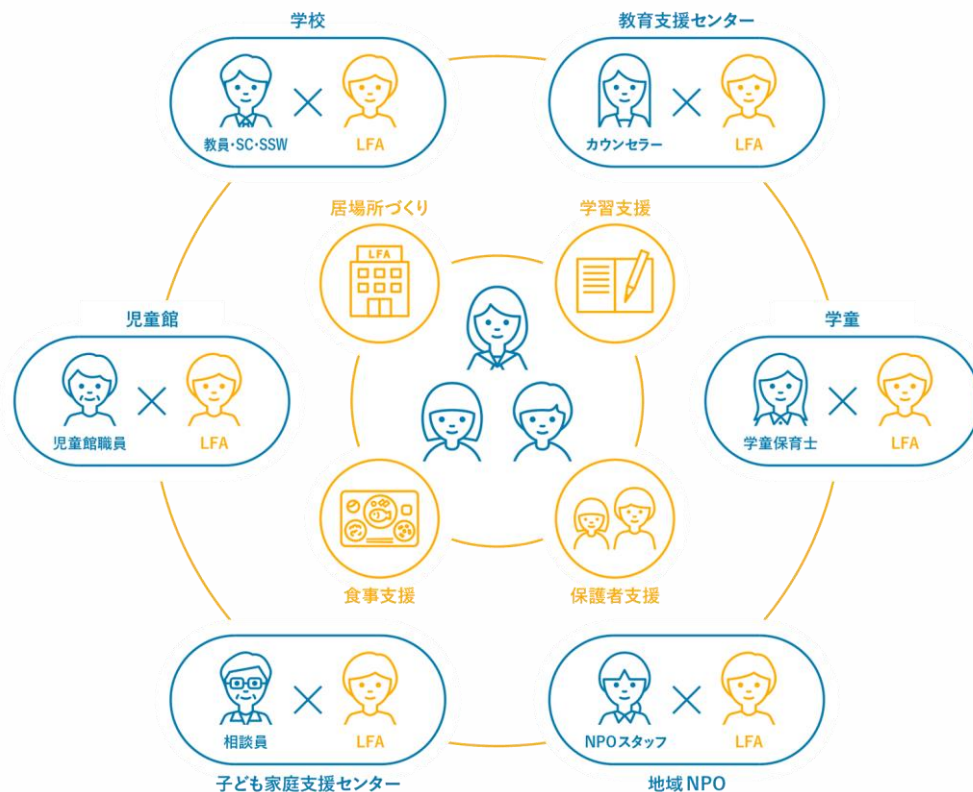 学校
教育支援センター
教員・SC・SSW
LFA
カウンセラー
LFA
居場所づくり
学習支援
LFA
児童館
学童
児童館職員
LFA
学童保育士
LFA
食事支援
保護者支援
相談員
LFA
NPOスタッフ
LFA
子ども家庭支援センター
地域NPO